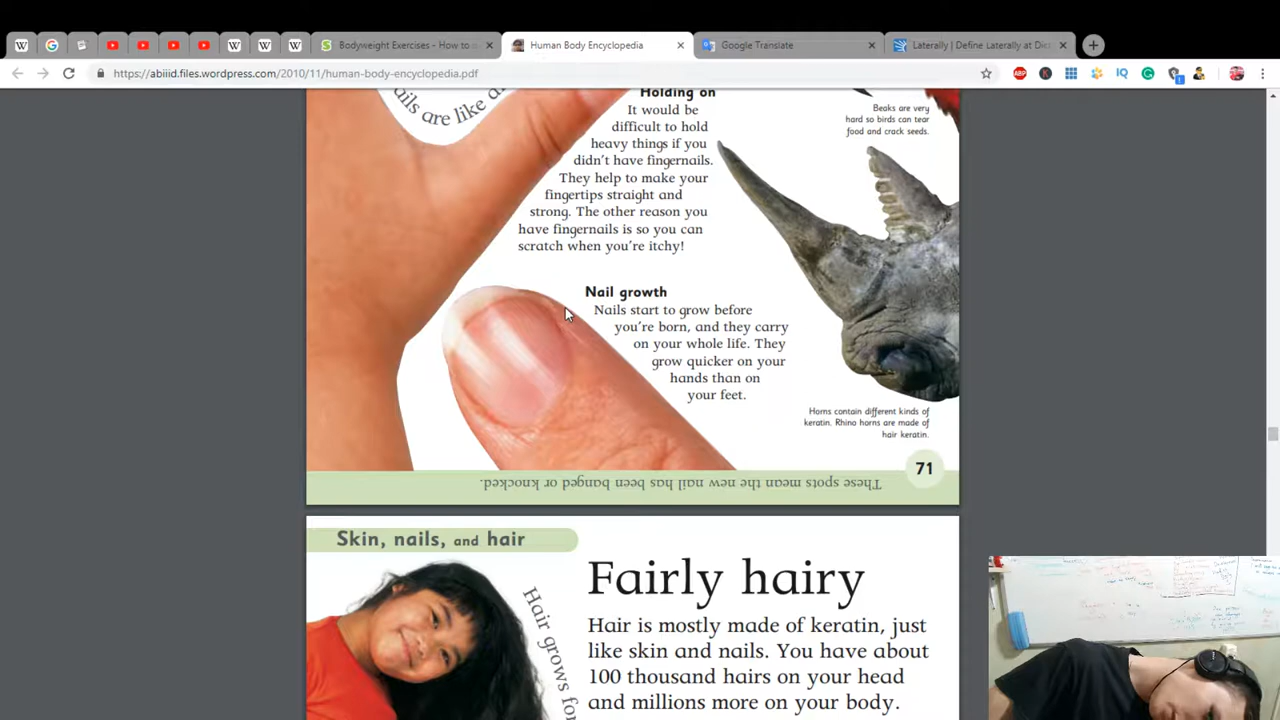 Bodyweight Exercises - How to
Human Body Encyclopedia
Google Translate
Laterally | Define Laterally at Dic
https://abiiid.files.wordpress.com/2010/11/human-body-encyclopedia.pdf
ails are like
Holding on
It would be
difficult to hold
heavy things if you
didn't have fingernails.
They help to make your
fingertips straight and
strong. The other reason you
have fingernails is so you can
scratch when you're itchy!
Beaks are very
hard so birds can tear
food and crack seeds.
Nail growth
Nails start to grow before
you're born, and they carry
on your whole life. They
grow quicker on your
hands than on
your feet.
Horns contain different kinds of
keratin. Rhino horns are made of
hair keratin.
71
These spots mean the new nail has been banged or knocked.
Skin, nails, and hair
Fairly hairy
Hair grows for
Hair is mostly made of keratin, just
like skin and nails. You have about
100 thousand hairs on your head
and millions more on your body.